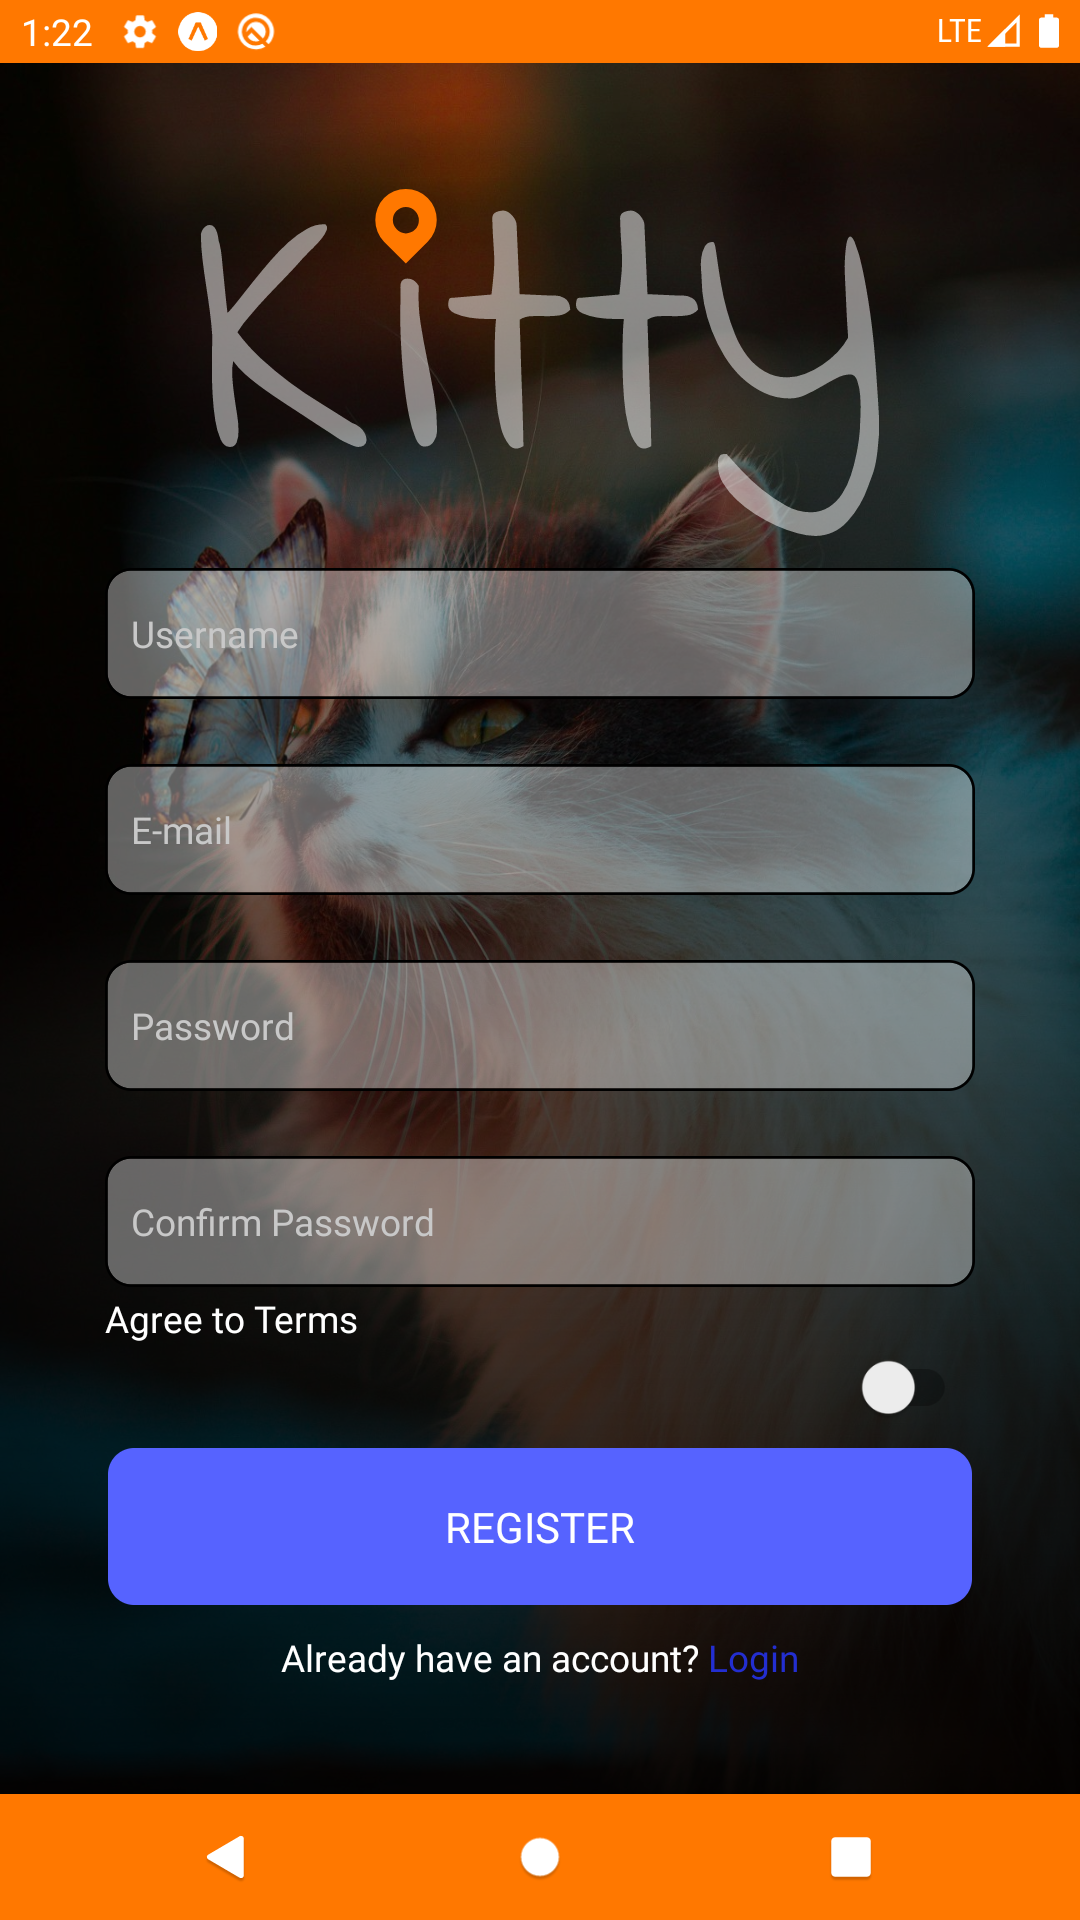 1:22 LTE
Kitty
Username
E-mail
Password
Confirm Password
Agree to Terms
REGISTER
Already have an account? Login